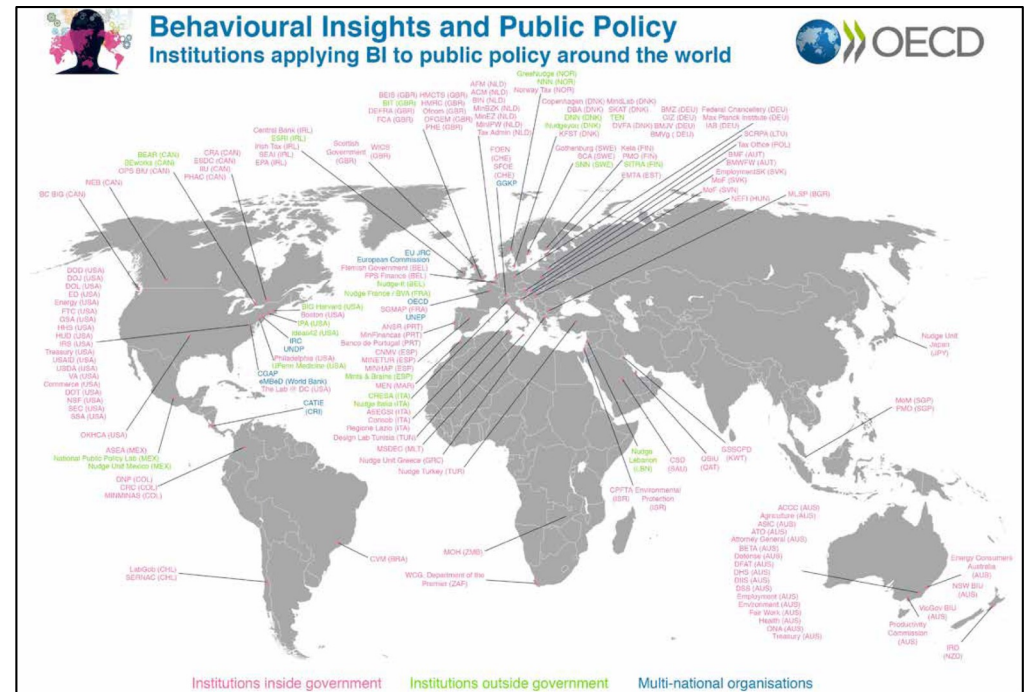 Behavioural Insights and Public Policy
Institutions applying BI to public policy around the world
OECD
GreeNudge (NOR)
NNN (NOR)
Norway Tax (NOR)
AFM (NLD)
ACM (NLD)
BIN (NLD)
MinBZK (NLD)
MinEZ (NLD)
MinIPW (NLD)
Tax Admin (NLD)
BEIS (GBR) HMCTS (GBR)
BIT (GBR) HMRC (GBR)
DEFRA (GBR) Ofcom (GBR)
FCA (GBR) OFGEM (GBR)
PHE (GBR)
Copenhagen (DNK) MindLab (DNK)
DBA (DNK) SKAT (DNK)
DNN (DNK) TEN
Nudgeyou (DNK) DVFA (DNK)
KFST (DNK)
BMZ (DEU) Federal Chancellery (DEU)
GIZ (DEU) Max Planck Institute (DEU)
BMJV (DEU) IAB (DEU)
BMVg (DEU)
SCRPA (LTU)
Tax Office (POL)
BMF (AUT)
BMWFW (AUT)
EmploymentSK (SVK)
MoF (SVK)
MoF (SVN)
NEFI (HUN)
MLSP (BGR)
Gothenburg (SWE)
SCA (SWE)
SNN (SWE)
Kela (FIN)
PMO (FIN)
SITRA (FIN)
EMTA (EST)
FOEN
(CHE)
SFOE
(CHE)
GGKP
Central Bank (IRL)
ESRI (IRL)
Irish Tax (IRL)
SEAI (IRL)
EPA (IRL)
Scottish
Government
(GBR)
WICS
(GBR)
BEAR (CAN)
BEworks (CAN)
OPS BIU (CAN)
CRA (CAN)
ESDC (CAN)
IIU (CAN)
PHAC (CAN)
NEB (CAN)
BC BIG (CAN)
DOD (USA)
DOJ (USA)
DOL (USA)
ED (USA)
Energy (USA)
FTC (USA)
GSA (USA)
HHS (USA)
HUD (USA)
IRS (USA)
Treasury (USA)
USAID (USA)
USDA (USA)
VA (USA)
Commerce (USA)
DOT (USA)
NSF (USA)
SEC (USA)
SSA (USA)
OKHCA (USA)
BIG Harvard (USA)
Boston (USA)
IPA (USA)
ideas42 (USA)
IRC
UNDP
Philadelphia (USA)
UPenn Medicine (USA)
CGAP
eMBeD (World Bank)
The Lab @ DC (USA)
CATIE
(CRI)
ASEA (MEX)
National Public Policy Lab (MEX)
Nudge Unit Mexico (MEX)
DNP (COL)
CRC (COL)
MINMINAS (COL)
LabGob (CHL)
SERNAC (CHL)
CVM (BRA)
EU JRC
European Commission
Flemish Government (BEL)
FPS Finance (BEL)
Nudge-it (BEL)
Nudge France / BVA (FRA)
OECD
SGMAP (FRA)
UNEP
ANSR (PRT)
MinFinancas (PRT)
Banco de Portugal (PRT)
CNMV (ESP)
MINETUR (ESP)
MINHAP (ESP)
Minds & Brains (ESP)
MEN (MAR)
CRESA (ITA)
Nudge Italia (ITA)
AEEGSI (ITA)
Consob (ITA)
Regione Lazio (ITA)
Design Lab Tunisia (TUN)
MSDEC (MLT)
Nudge Unit Greece (GRC)
Nudge Turkey (TUR)
MOH (ZMB)
WCG, Department of the
Premier (ZAF)
Nudge
Lebanon
(LBN)
CPFTA Environmental
(ISR) Protection
(ISR)
CSD
(SAU)
QBIU
(QAT)
GSSCPD
(KWT)
Nudge Unit
Japan
(JPY)
MoM (SGP)
PMD (SGP)
ACCC (AUS)
Agriculture (AUS)
ASIC (AUS)
ATO (AUS)
Attorney General (AUS)
BETA (AUS)
Defense (AUS)
DFAT (AUS)
DHS (AUS)
DIIS (AUS)
DSS (AUS)
Employment (AUS)
Environment (AUS)
Fair Work (AUS)
Health (AUS)
ONA (AUS)
Treasury (AUS)
Energy Consumers
Australia
(AUS)
NSW BIU
(AUS)
VicGov BIU
(AUS)
Productivity
Commission
(AUS)
IRD
(NZD)
Institutions inside government Institutions outside government Multi-national organisations